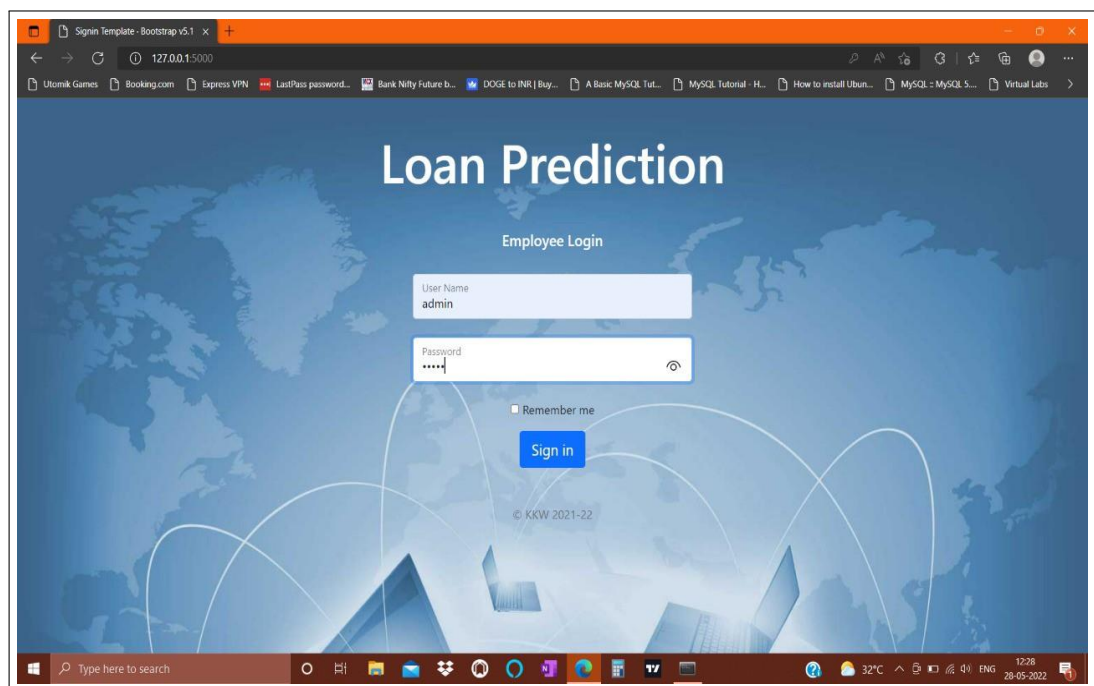 Signin Template - Bootstrap v5.1
127.0.0.1:5000
Utomik Games Booking.com Express VPN LastPass password... Bank Nifty Future b... DOGE to INR | Buy... A Basic MySQL Tut... MySQL Tutorial - H... How to install Ubun... MySQL :: MySQL 5.... Virtual Labs
Loan Prediction
Employee Login
User Name
admin
Password
•••••
Remember me
Sign in
© KKW 2021-22
Type here to search
32°C ENG 12:28
28-05-2022